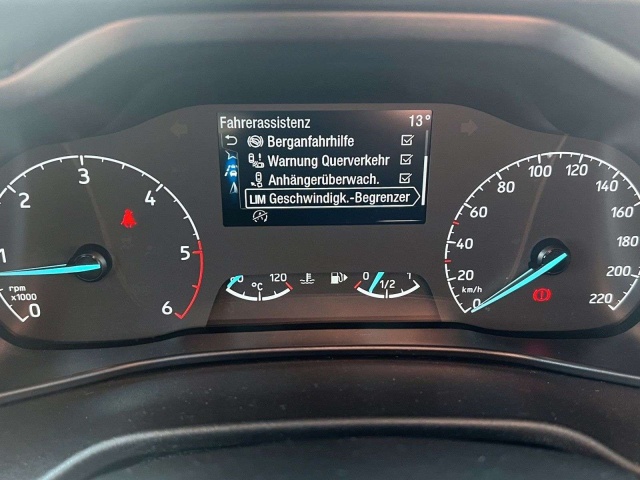 Fahrerassistenz 13°
Berganfahrhilfe
Warnung Querverkehr
Anhängerüberwach.
LIM Geschwindigk.-Begrenzer
1 2 3 4 5 6
rpm
x1000
0
120
°C
0 1/2 1
0 20 40 60 80 100 120 140 160 180 200 220
km/h